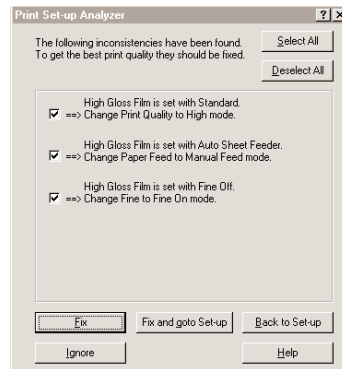 Print Set-up Analyzer
The following inconsistencies have been found.
To get the best print quality they should be fixed.
Select All
Deselect All
High Gloss Film is set with Standard.
==> Change Print Quality to High mode.
High Gloss Film is set with Auto Sheet Feeder.
==> Change Paper Feed to Manual Feed mode.
High Gloss Film is set with Fine Off.
==> Change Fine to Fine On mode.
Fix
Fix and goto Set-up
Back to Set-up
Ignore
Help